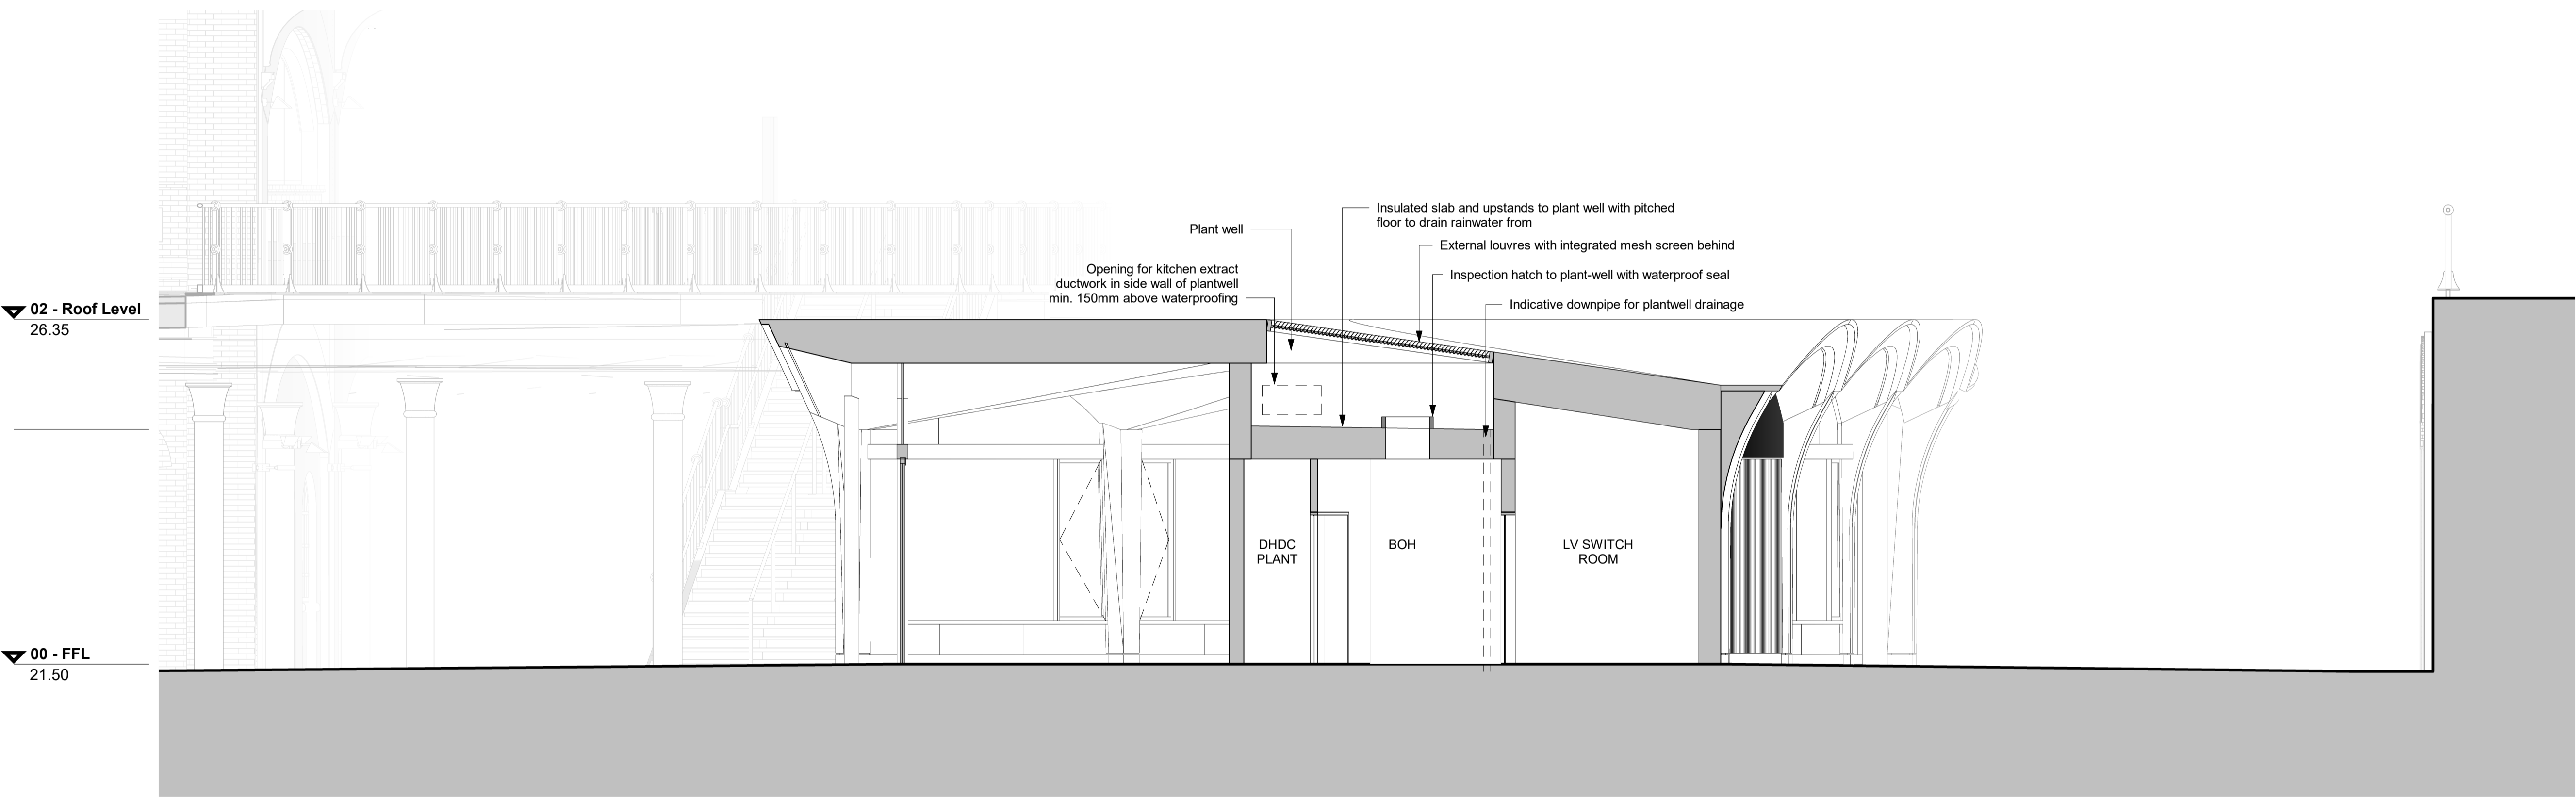 Insulated slab and upstands to plant well with pitched
floor to drain rainwater from
Plant well
External louvres with integrated mesh screen behind
Opening for kitchen extract
ductwork in side wall of plantwell
min. 150mm above waterproofing
Inspection hatch to plant-well with waterproof seal
Indicative downpipe for plantwell drainage
02 - Roof Level
26.35
DHDC
PLANT
BOH
LV SWITCH
ROOM
00 - FFL
21.50